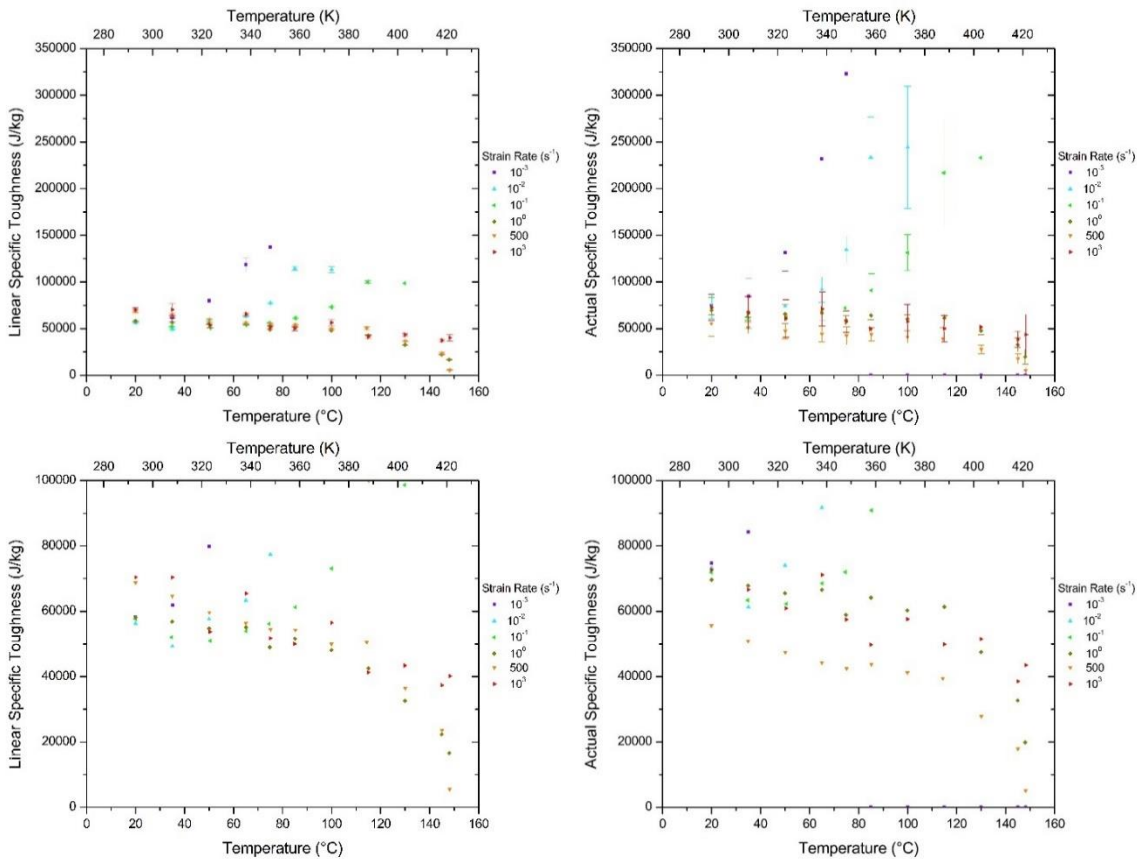 Temperature (K)
280 300 320 340 360 380 400 420
350000
300000
250000
200000
150000
100000
50000
0
Linear Specific Toughness (J/kg)
Strain Rate (s⁻¹)
10⁻³
10⁻²
10⁻¹
10⁰
500
10³
0 20 40 60 80 100 120 140 160
Temperature (°C)
Temperature (K)
280 300 320 340 360 380 400 420
350000
300000
250000
200000
150000
100000
50000
0
Actual Specific Toughness (J/kg)
Strain Rate (s⁻¹)
10⁻³
10⁻²
10⁻¹
10⁰
500
10³
0 20 40 60 80 100 120 140 160
Temperature (°C)
Temperature (K)
280 300 320 340 360 380 400 420
100000
80000
60000
40000
20000
0
Linear Specific Toughness (J/kg)
Strain Rate (s⁻¹)
10⁻³
10⁻²
10⁻¹
10⁰
500
10³
0 20 40 60 80 100 120 140 160
Temperature (°C)
Temperature (K)
280 300 320 340 360 380 400 420
100000
80000
60000
40000
20000
0
Actual Specific Toughness (J/kg)
Strain Rate (s⁻¹)
10⁻³
10⁻²
10⁻¹
10⁰
500
10³
0 20 40 60 80 100 120 140 160
Temperature (°C)